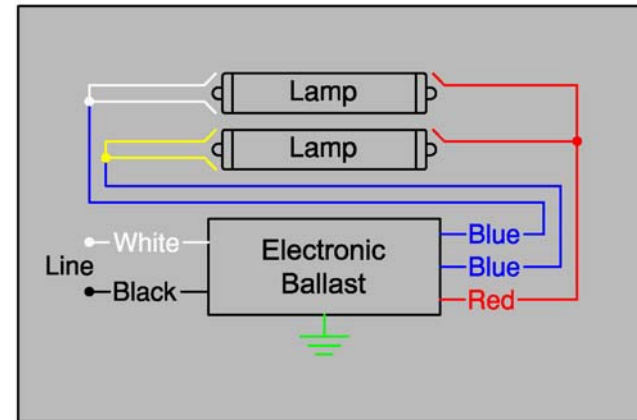 Lamp
Lamp
White
Blue
Electronic
Ballast
Line
Blue
Black
Red